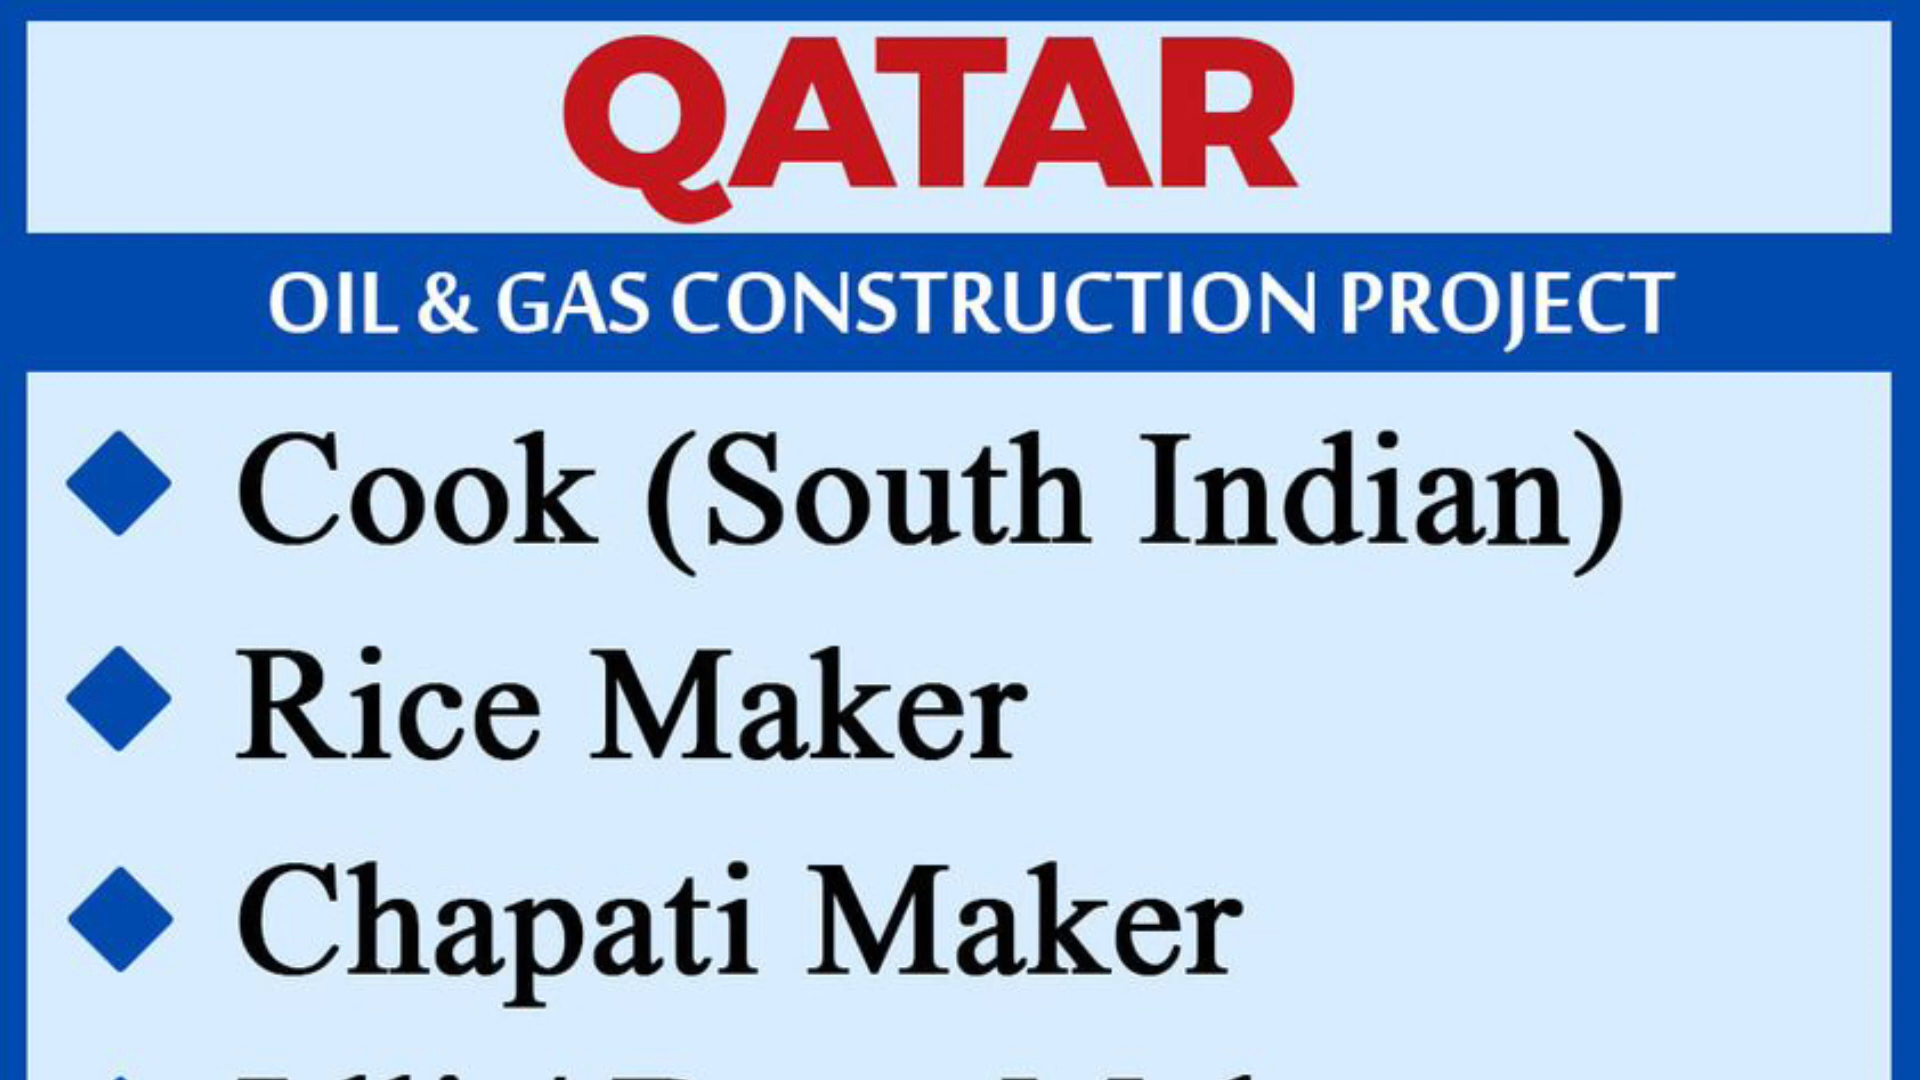 QATAR
OIL & GAS CONSTRUCTION PROJECT
Cook (South Indian)
Rice Maker
Chapati Maker